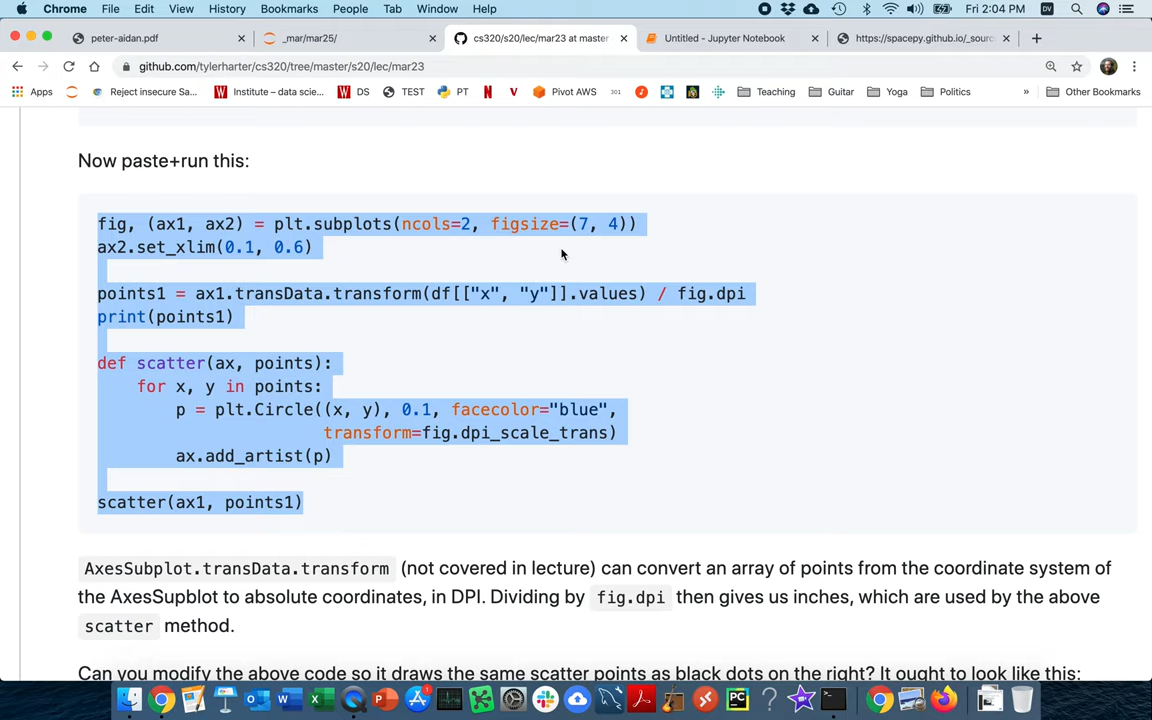 Chrome File Edit View History Bookmarks People Tab Window Help Fri 2:04 PM DV
peter-aidan.pdf × _mar/mar25/ × cs320/s20/lec/mar23 at master × Untitled - Jupyter Notebook × https://spacepy.github.io/_sourc × +
github.com/tylerharter/cs320/tree/master/s20/lec/mar23
Apps Reject insecure Sa... Institute – data scie... DS TEST PT N V Pivot AWS Teaching Guitar Yoga Politics » Other Bookmarks
Now paste+run this:
fig, (ax1, ax2) = plt.subplots(ncols=2, figsize=(7, 4))
ax2.set_xlim(0.1, 0.6)
points1 = ax1.transData.transform(df[["x", "y"]].values) / fig.dpi
print(points1)
def scatter(ax, points):
for x, y in points:
p = plt.Circle((x, y), 0.1, facecolor="blue",
transform=fig.dpi_scale_trans)
ax.add_artist(p)
scatter(ax1, points1)
AxesSubplot.transData.transform (not covered in lecture) can convert an array of points from the coordinate system of
the AxesSupblot to absolute coordinates, in DPI. Dividing by fig.dpi then gives us inches, which are used by the above
scatter method.
Can you modify the above code so it draws the same scatter points as black dots on the right? It ought to look like this: